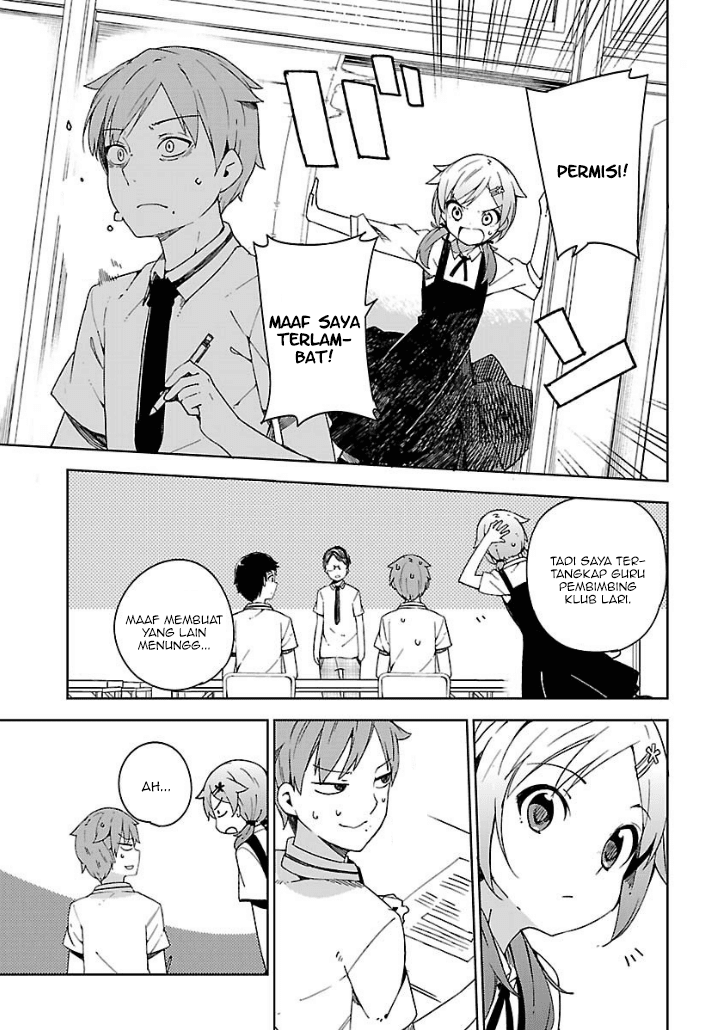 PERMISI!
MAAF SAYA
TERLAM-
BAT!
TADI SAYA TER-
TANGKAP GURU
PEMBIMBING
KLUB LARI.
MAAF MEMBUAT
YANG LAIN
MENUNGG...
AH...